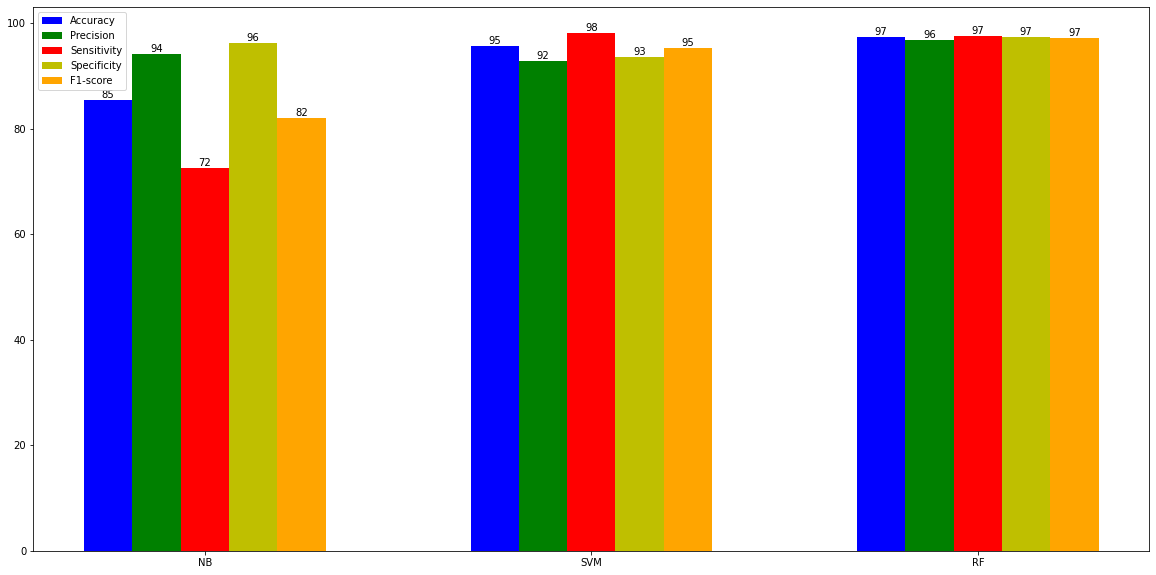 Accuracy
Precision
Sensitivity
Specificity
F1-score
100
80
60
40
20
0
85
94
72
96
82
95
92
98
93
95
97
96
97
97
97
NB
SVM
RF